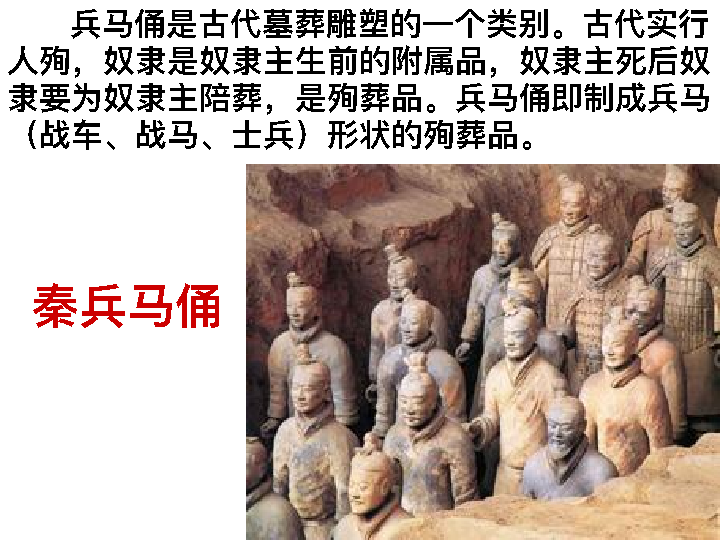 兵马俑是古代墓葬雕塑的一个类别。古代实行
人殉，奴隶是奴隶主生前的附属品，奴隶主死后奴
隶要为奴隶主陪葬，是殉葬品。兵马俑即制成兵马
（战车、战马、士兵）形状的殉葬品。
秦兵马俑